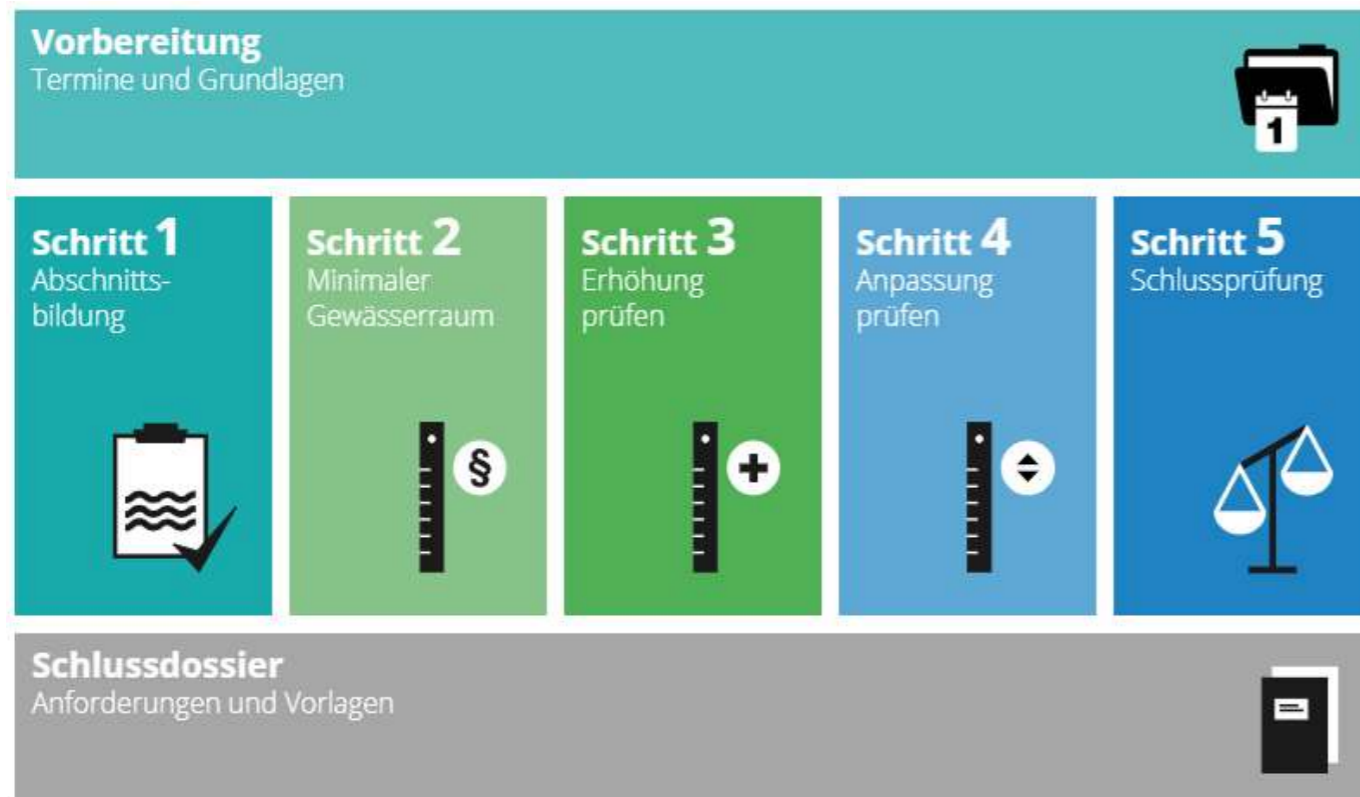 Vorbereitung
Termine und Grundlagen
1
Schritt 1
Abschnitts-
bildung
Schritt 2
Minimaler
Gewässerraum
§
Schritt 3
Erhöhung
prüfen
Schritt 4
Anpassung
prüfen
Schritt 5
Schlussprüfung
Schlussdossier
Anforderungen und Vorlagen